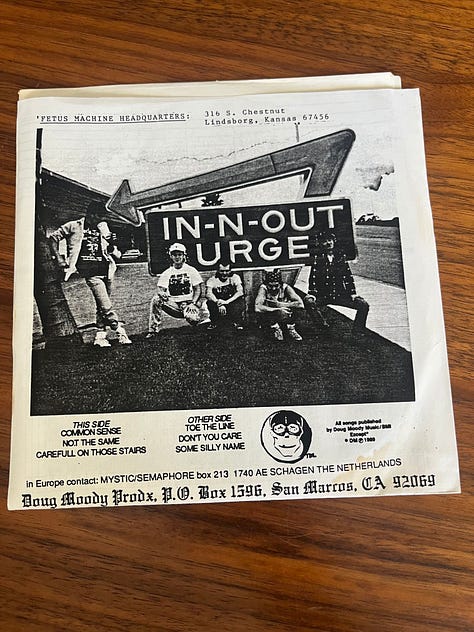 'FETUS MACHINE HEADQUARTERS: 316 S. Chestnut
Lindsborg, Kansas 67456
IN-N-OUT
URGE
THIS SIDE
COMMON SENSE
NOT THE SAME
CAREFULL ON THOSE STAIRS
OTHER SIDE
TOE THE LINE
DON'T YOU CARE
SOME SILLY NAME
All songs published
by Doug Moody Music/BMI
Except*
in Europe contact: MYSTIC/SEMAPHORE box 213 1740 AE SCHAGEN THE NETHERLANDS
Doug Moody Prodx, P.O. Box 1596, San Marcos, CA 92069